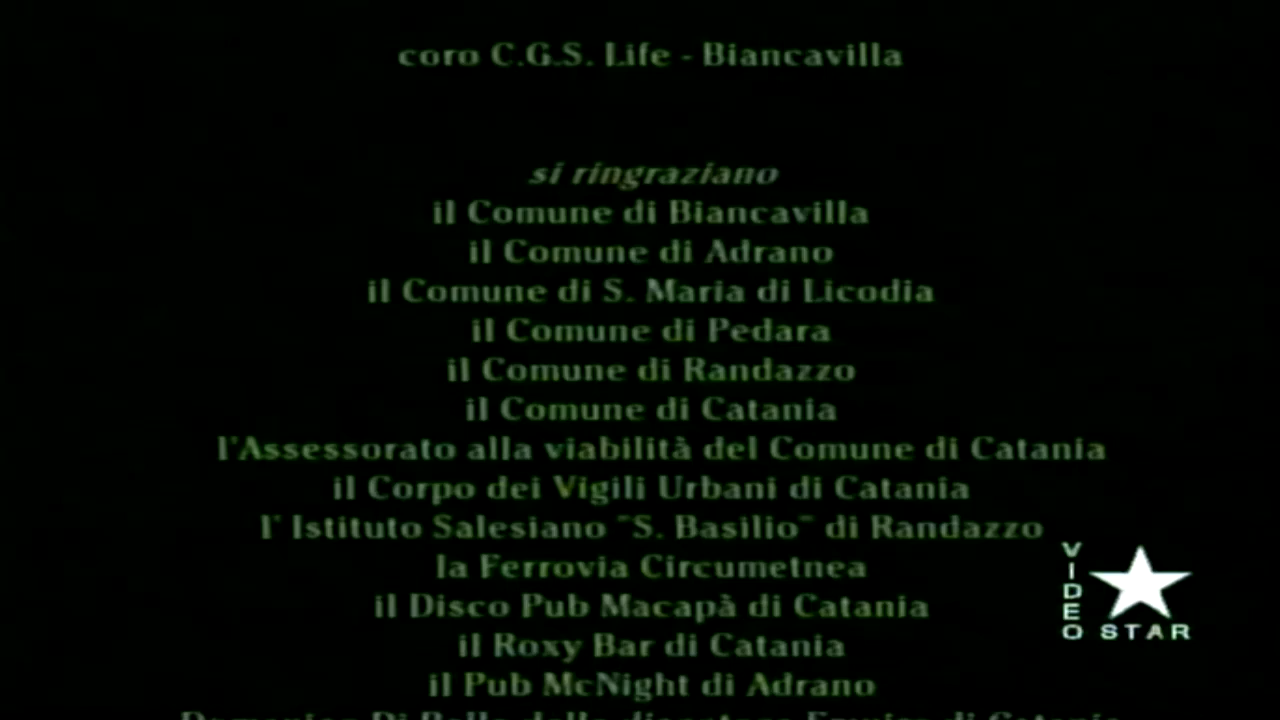 coro C.G.S. Life - Biancavilla
si ringraziano
il Comune di Biancavilla
il Comune di Adrano
il Comune di S. Maria di Licodia
il Comune di Pedara
il Comune di Randazzo
il Comune di Catania
l'Assessorato alla viabilità del Comune di Catania
il Corpo dei Vigili Urbani di Catania
l' Istituto Salesiano "S. Basilio" di Randazzo
la Ferrovia Circumetnea
il Disco Pub Macapà di Catania
il Roxy Bar di Catania
il Pub McNight di Adrano
VIDEO STAR